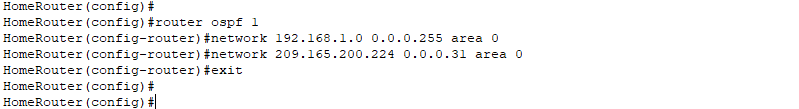 HomeRouter(config)#
HomeRouter(config)#router ospf 1
HomeRouter(config-router)#network 192.168.1.0 0.0.0.255 area 0
HomeRouter(config-router)#network 209.165.200.224 0.0.0.31 area 0
HomeRouter(config-router)#exit
HomeRouter(config)#
HomeRouter(config)#